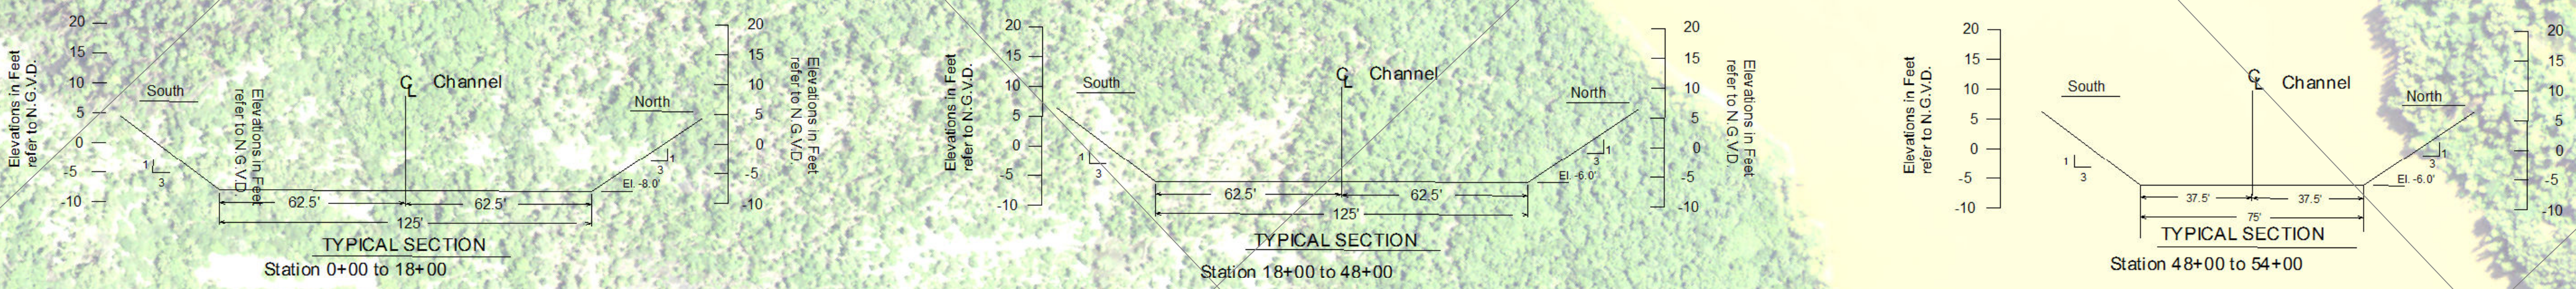 20
15
10
5
0
-5
-10
Elevations in Feet
refer to N.G.V.D.
South
1
3
Elevations in Feet
refer to N.G.V.D.
CL Channel
North
1
3
El. -8.0'
62.5' 62.5'
125'
TYPICAL SECTION
Station 0+00 to 18+00
20
15
10
5
0
-5
-10
Elevations in Feet
refer to N.G.V.D.
Elevations in Feet
refer to N.G.V.D.
20
15
10
5
0
-5
-10
South
1
3
CL Channel
North
1
3
El. -6.0'
62.5' 62.5'
125'
TYPICAL SECTION
Station 18+00 to 48+00
20
15
10
5
0
-5
-10
Elevations in Feet
refer to N.G.V.D.
Elevations in Feet
refer to N.G.V.D.
20
15
10
5
0
-5
-10
South
1
3
CL Channel
North
1
3
El. -6.0'
37.5' 37.5'
75'
TYPICAL SECTION
Station 48+00 to 54+00
20
15
10
5
0
-5
-10